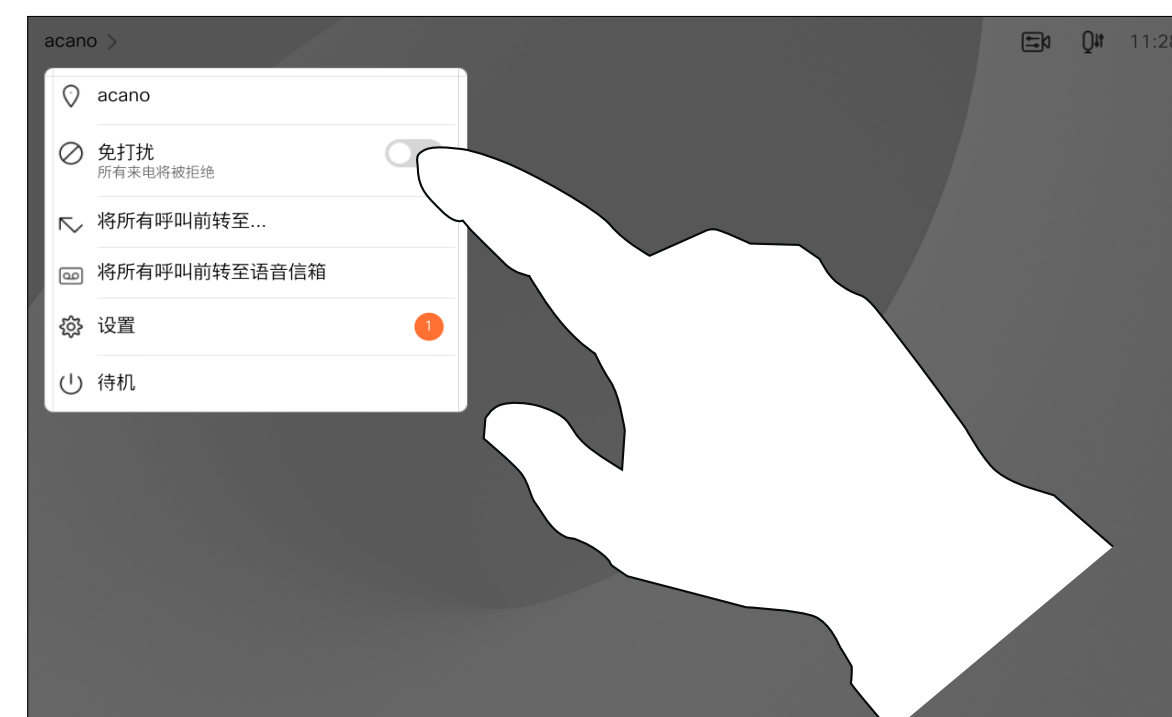 acano
11:28
acano
免打扰
所有来电将被拒绝
将所有呼叫前转至...
将所有呼叫前转至语音信箱
设置
1
待机